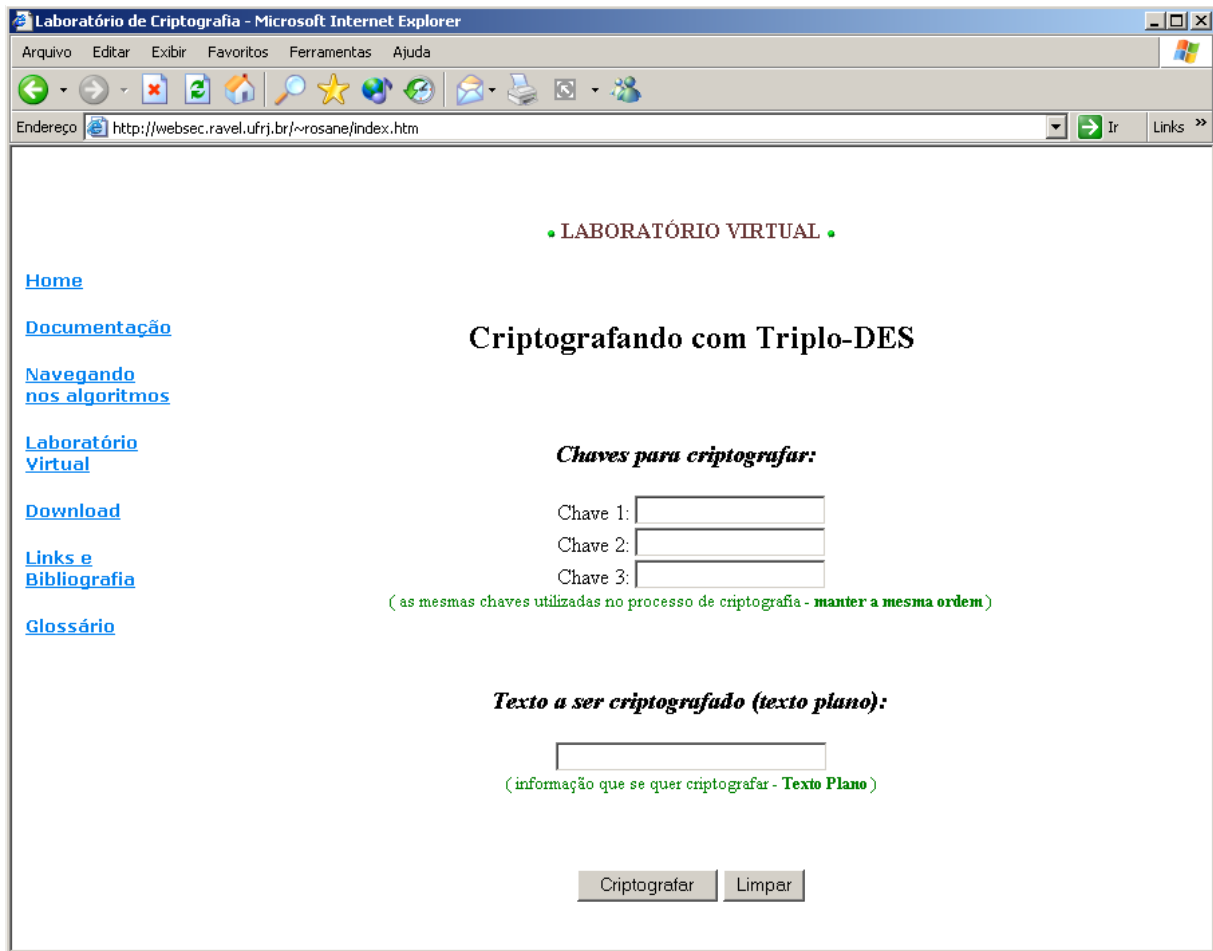 Laboratório de Criptografia - Microsoft Internet Explorer
Arquivo Editar Exibir Favoritos Ferramentas Ajuda
Endereço http://websec.ravel.ufrj.br/~rosane/index.htm Ir Links »
• LABORATÓRIO VIRTUAL •
Home
Documentação
Navegando
nos algoritmos
Laboratório
Virtual
Download
Links e
Bibliografia
Glossário
Criptografando com Triplo-DES
Chaves para criptografar:
Chave 1:
Chave 2:
Chave 3:
( as mesmas chaves utilizadas no processo de criptografia - manter a mesma ordem )
Texto a ser criptografado (texto plano):
( informação que se quer criptografar - Texto Plano )
Criptografar Limpar